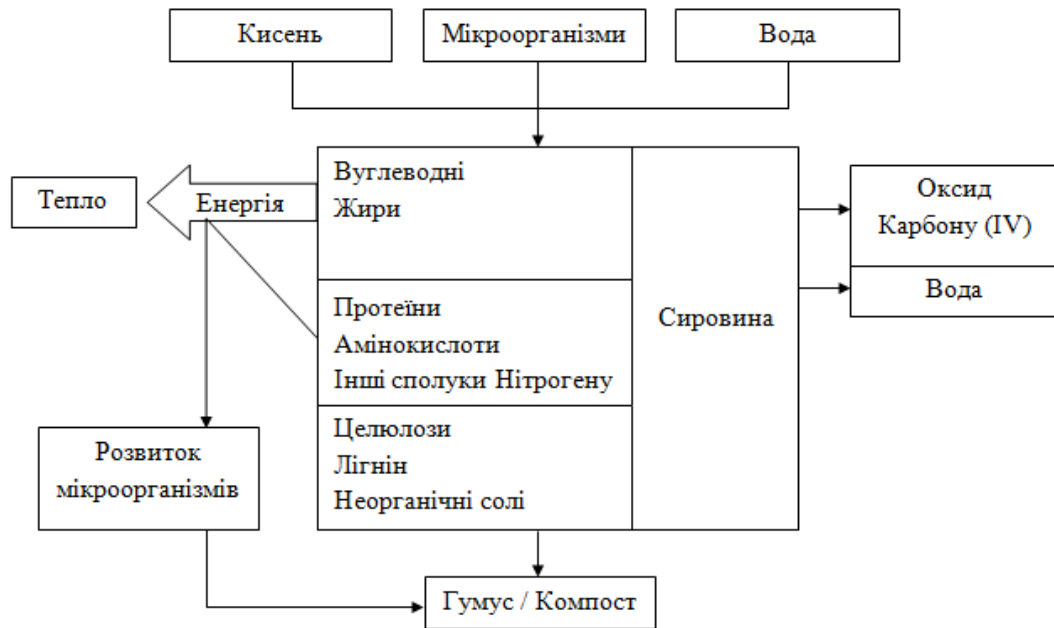 Кисень
Мікроорганізми
Вода
Вуглеводні
Жири
Тепло
Енергія
Оксид
Карбону (IV)
Вода
Протеїни
Амінокислоти
Інші сполуки Нітрогену
Сировина
Целюлози
Лігнін
Неорганічні солі
Розвиток
мікроорганізмів
Гумус / Компост